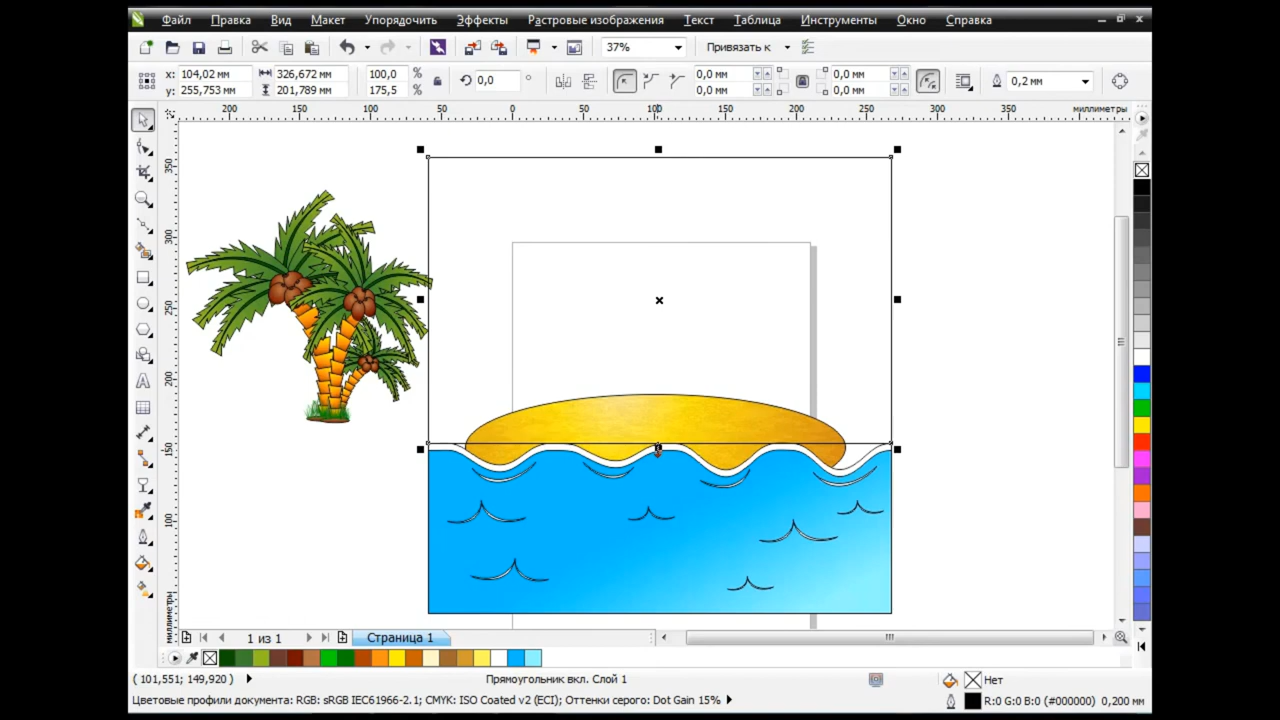 Файл Правка Вид Макет Упорядочить Эффекты Растровые изображения Текст Таблица Инструменты Окно Справка
37% Привязать к
x: 104,02 мм 326,672 мм 100,0 % 0,0 ° 0,0 мм 0,0 мм 0,2 мм
y: 255,753 мм 201,789 мм 175,5 % 0,0 мм 0,0 мм
200 150 100 50 0 50 100 150 200 250 300 350 миллиметры
350
300
250
200
150
100
миллиметры
1 из 1 Страница 1
( 101,551; 149,920 ) Прямоугольник вкл. Слой 1 Нет
Цветовые профили документа: RGB: sRGB IEC61966-2.1; CMYK: ISO Coated v2 (ECI); Оттенки серого: Dot Gain 15% R:0 G:0 B:0 (#000000) 0,200 мм